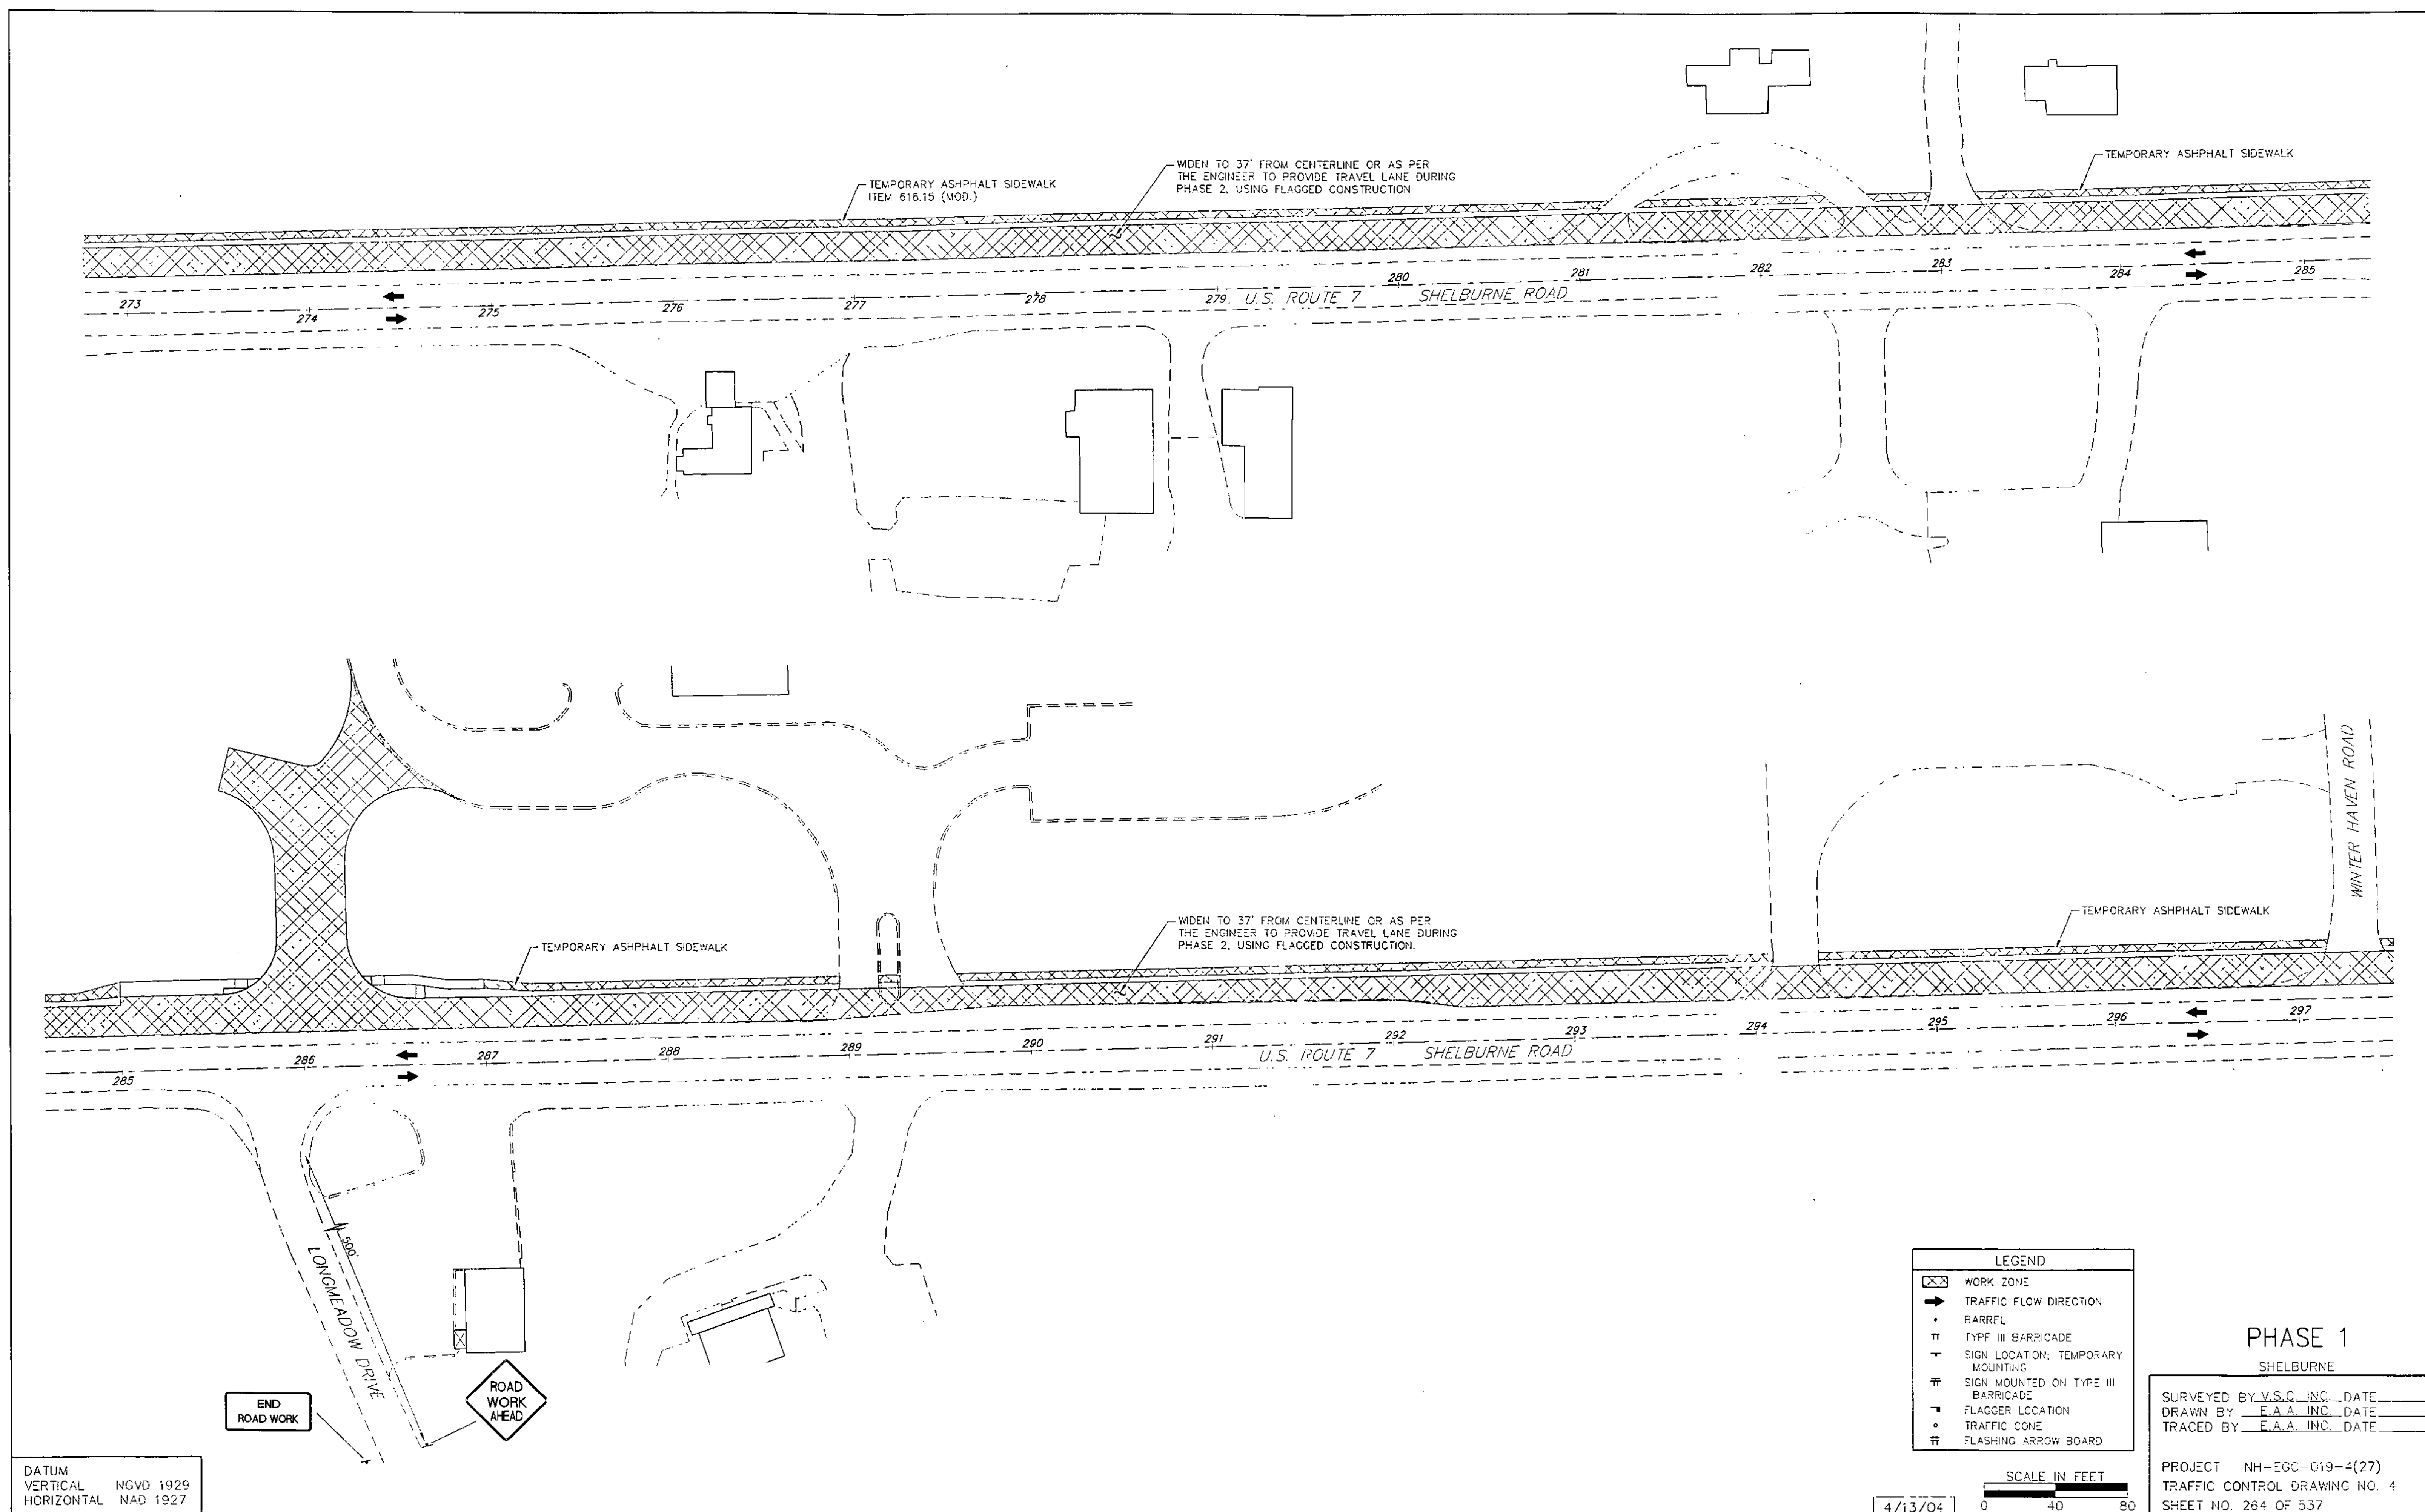 WIDEN TO 37' FROM CENTERLINE OR AS PER
THE ENGINEER TO PROVIDE TRAVEL LANE DURING
PHASE 2, USING FLAGGED CONSTRUCTION
TEMPORARY ASHPHALT SIDEWALK
ITEM 618.15 (MOD.)
TEMPORARY ASHPHALT SIDEWALK
273
274
275
276
277
278
279
280
281
282
283
284
285
U.S. ROUTE 7 SHELBURNE ROAD
WINTER HAVEN ROAD
TEMPORARY ASHPHALT SIDEWALK
WIDEN TO 37' FROM CENTERLINE OR AS PER
THE ENGINEER TO PROVIDE TRAVEL LANE DURING
PHASE 2, USING FLAGGED CONSTRUCTION.
TEMPORARY ASHPHALT SIDEWALK
285
286
287
288
289
290
291
292
293
294
295
296
297
U.S. ROUTE 7 SHELBURNE ROAD
500'
LONGMEADOW DRIVE
END
ROAD WORK
ROAD
WORK
AHEAD
LEGEND
WORK ZONE
TRAFFIC FLOW DIRECTION
BARREL
TYPE III BARRICADE
SIGN LOCATION; TEMPORARY
MOUNTING
SIGN MOUNTED ON TYPE III
BARRICADE
FLAGGER LOCATION
TRAFFIC CONE
FLASHING ARROW BOARD
PHASE 1
SHELBURNE
SURVEYED BY V.S.C. INC. DATE
DRAWN BY E.A.A. INC. DATE
TRACED BY E.A.A. INC. DATE
PROJECT NH-EGC-019-4(27)
TRAFFIC CONTROL DRAWING NO. 4
SHEET NO. 264 OF 537
SCALE IN FEET
0 40 80
4/13/04
DATUM
VERTICAL NGVD 1929
HORIZONTAL NAD 1927